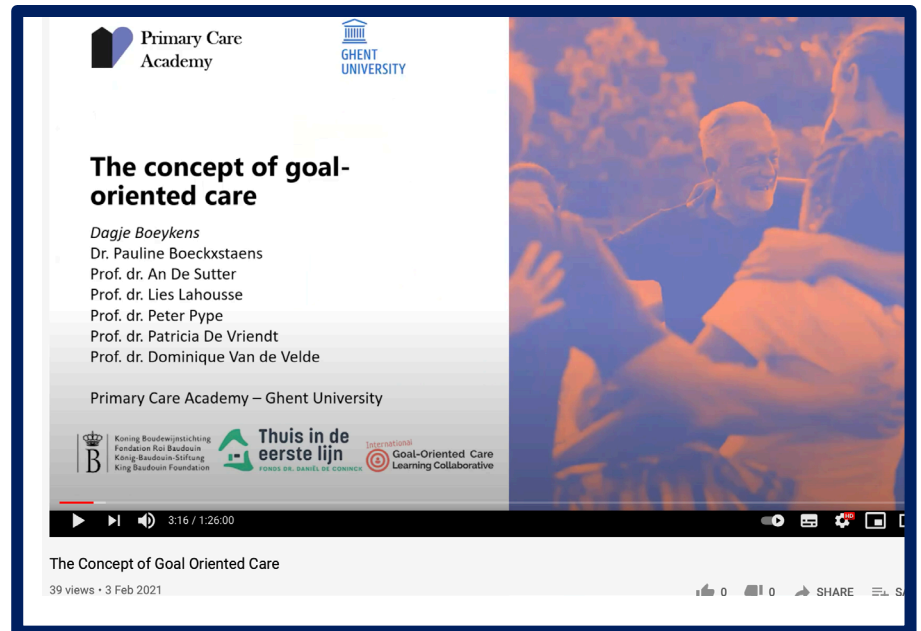 Primary Care
Academy
GHENT
UNIVERSITY
The concept of goal-
oriented care
Dagje Boeykens
Dr. Pauline Boeckxstaens
Prof. dr. An De Sutter
Prof. dr. Lies Lahousse
Prof. dr. Peter Pype
Prof. dr. Patricia De Vriendt
Prof. dr. Dominique Van de Velde
Primary Care Academy – Ghent University
B
Koning Boudewijnstichting
Fondation Roi Baudouin
König-Baudouin-Stiftung
King Baudouin Foundation
Thuis in de
eerste lijn
FONDS DR. DANIËL DE CONINCK
International
Goal-Oriented Care
Learning Collaborative
3:16 / 1:26:00
HD
The Concept of Goal Oriented Care
39 views • 3 Feb 2021
0 0 SHARE SA